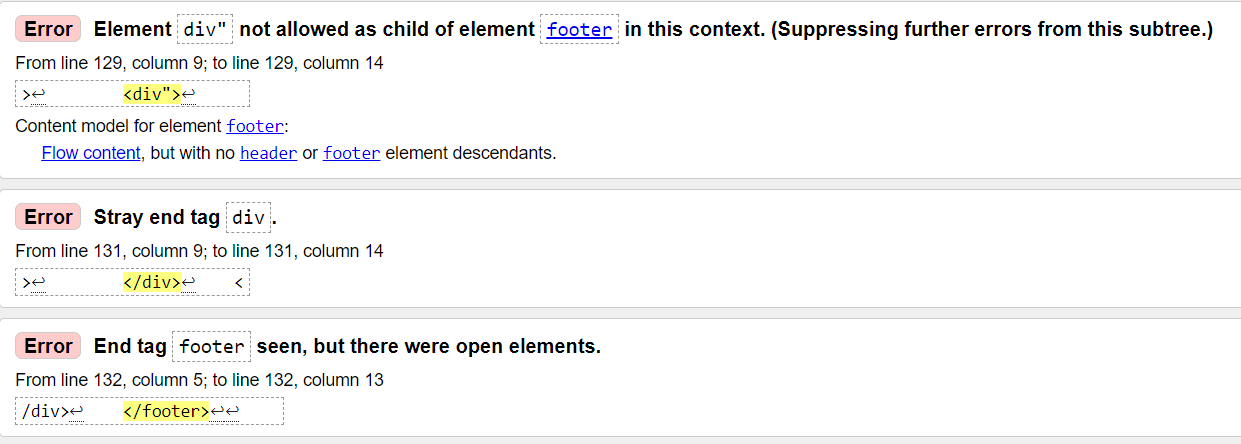 Error Element div" not allowed as child of element footer in this context. (Suppressing further errors from this subtree.)
From line 129, column 9; to line 129, column 14
>↩ <div">↩
Content model for element footer:
Flow content, but with no header or footer element descendants.
Error Stray end tag div.
From line 131, column 9; to line 131, column 14
>↩ </div>↩ <
Error End tag footer seen, but there were open elements.
From line 132, column 5; to line 132, column 13
/div>↩ </footer>↩↩